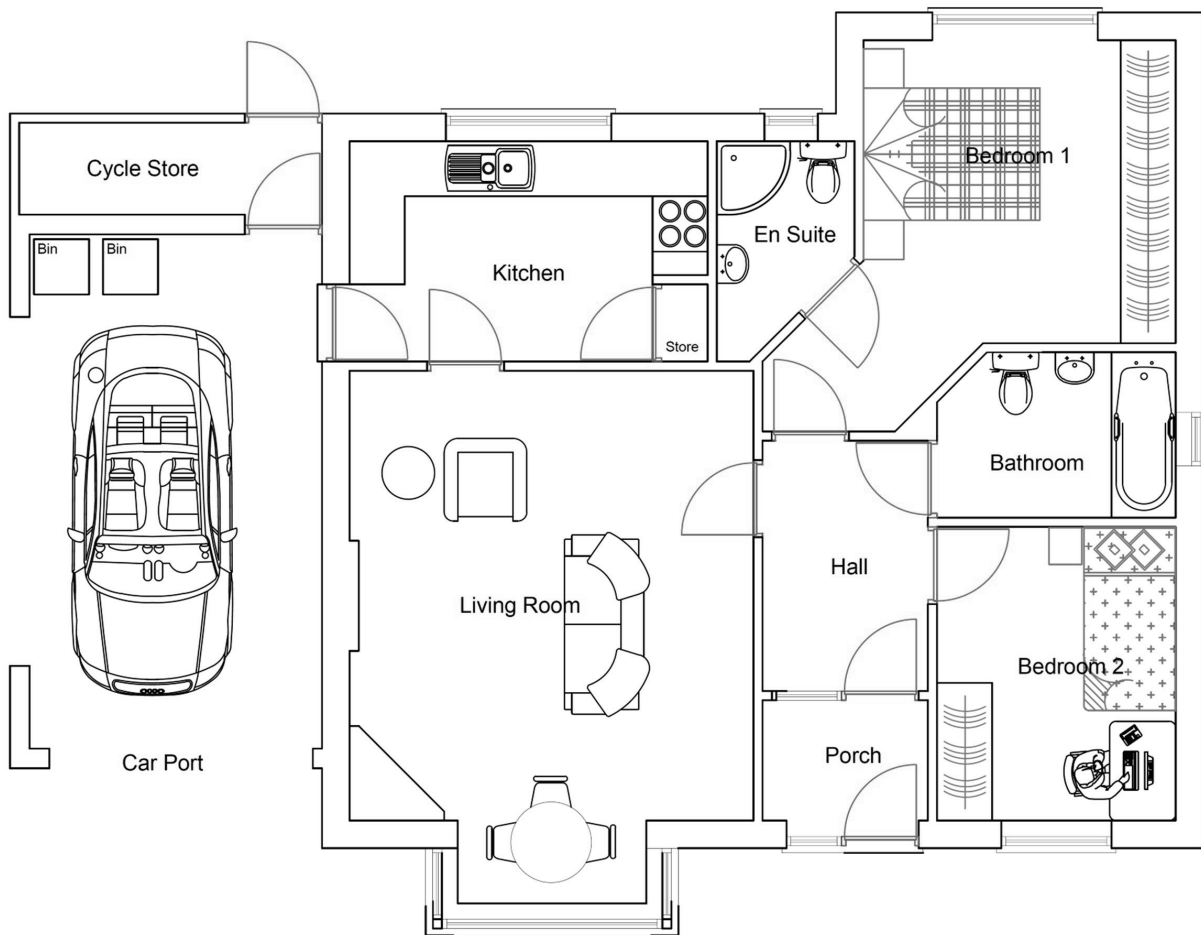 Cycle Store
Bedroom 1
En Suite
Bin
Bin
Kitchen
Store
Bathroom
Hall
Living Room
Bedroom 2
Porch
Car Port